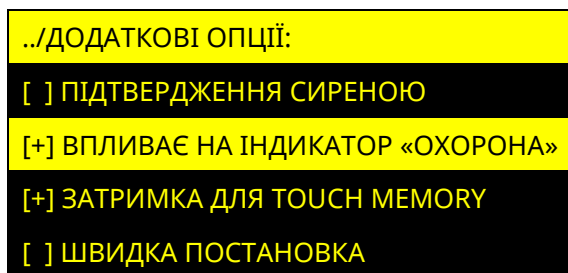 ../ДОДАТКОВІ ОПЦІЇ:
[ ] ПІДТВЕРДЖЕННЯ СИРЕНОЮ
[+] ВПЛИВАЄ НА ІНДИКАТОР «ОХОРОНА»
[+] ЗАТРИМКА ДЛЯ TOUCH MEMORY
[ ] ШВИДКА ПОСТАНОВКА